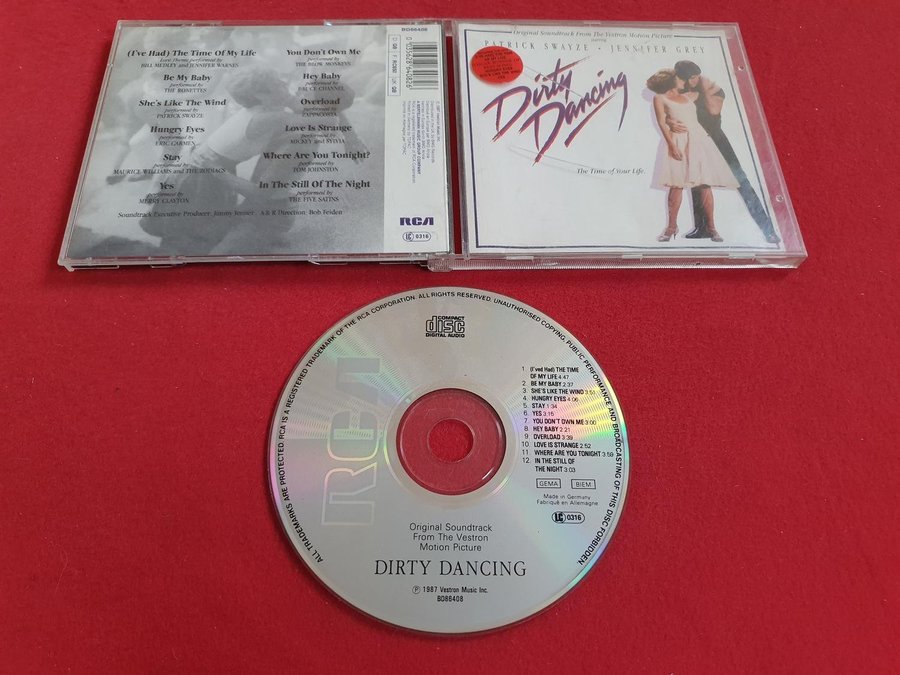 (I've Had) The Time Of My Life
Love Theme performed by
BILL MEDLEY and JENNIFER WARNES
Be My Baby
performed by
THE RONETTES
She's Like The Wind
performed by
PATRICK SWAYZE
Hungry Eyes
performed by
ERIC CARMEN
Stay
performed by
MAURICE WILLIAMS and THE ZODIACS
Yes
performed by
MERRY CLAYTON
You Don't Own Me
performed by
THE BLOW MONKEYS
Hey Baby
performed by
BRUCE CHANNEL
Overload
performed by
ZAPPACOSTA
Love Is Strange
performed by
MICKEY and SYLVIA
Where Are You Tonight?
performed by
TOM JOHNSTON
In The Still Of The Night
performed by
THE FIVE SATINS
Soundtrack Executive Producer: Jimmy Ienner A & R Direction: Bob Feiden
BD86408
RCA
LC 0316
Original Soundtrack From The Vestron Motion Picture
starring
PATRICK SWAYZE · JENNIFER GREY
Dirty
Dancing
The Time of Your Life.
ALL TRADEMARKS ARE PROTECTED. RCA IS A REGISTERED TRADEMARK OF THE RCA CORPORATION. ALL RIGHTS RESERVED. UNAUTHORISED COPYING, PUBLIC PERFORMANCE AND BROADCASTING OF THIS DISC FORBIDDEN.
COMPACT
disc
DIGITAL AUDIO
RCA
1. (I'ved Had) THE TIME
OF MY LIFE 4:47
2. BE MY BABY 2:37
3. SHE'S LIKE THE WIND 3:51
4. HUNGRY EYES 4:06
5. STAY 1:34
6. YES 3:15
7. YOU DON'T OWN ME 3:00
8. HEY BABY 2:21
9. OVERLOAD 3:39
10. LOVE IS STRANGE 2:52
11. WHERE ARE YOU TONIGHT 3:59
12. IN THE STILL OF
THE NIGHT 3:03
GEMA BIEM
Made in Germany
Fabriqué en Allemagne
LC 0316
Original Soundtrack
From The Vestron
Motion Picture
DIRTY DANCING
℗ 1987 Vestron Music Inc.
BD86408